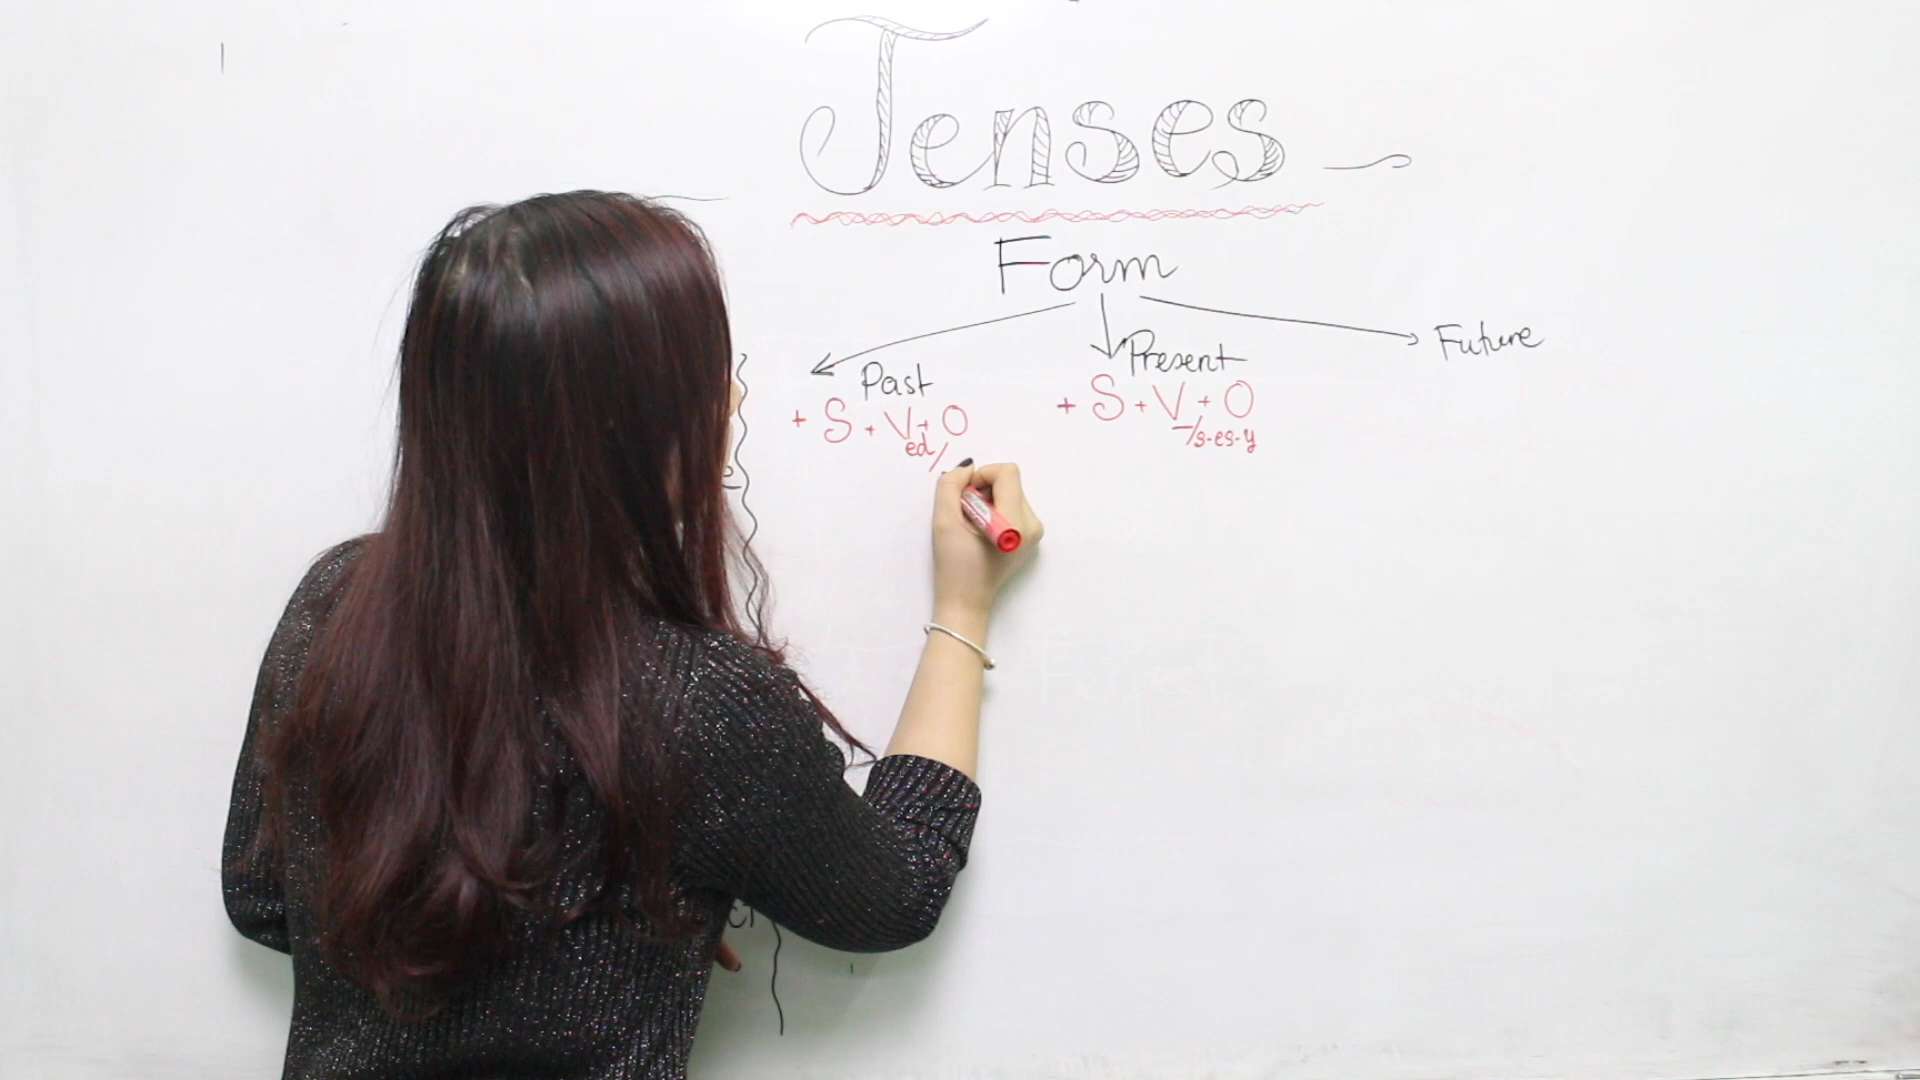 Tenses
Form
Past
Present
Future
+ S + V + O
ed/
+ S + V + O
-/s-es-y